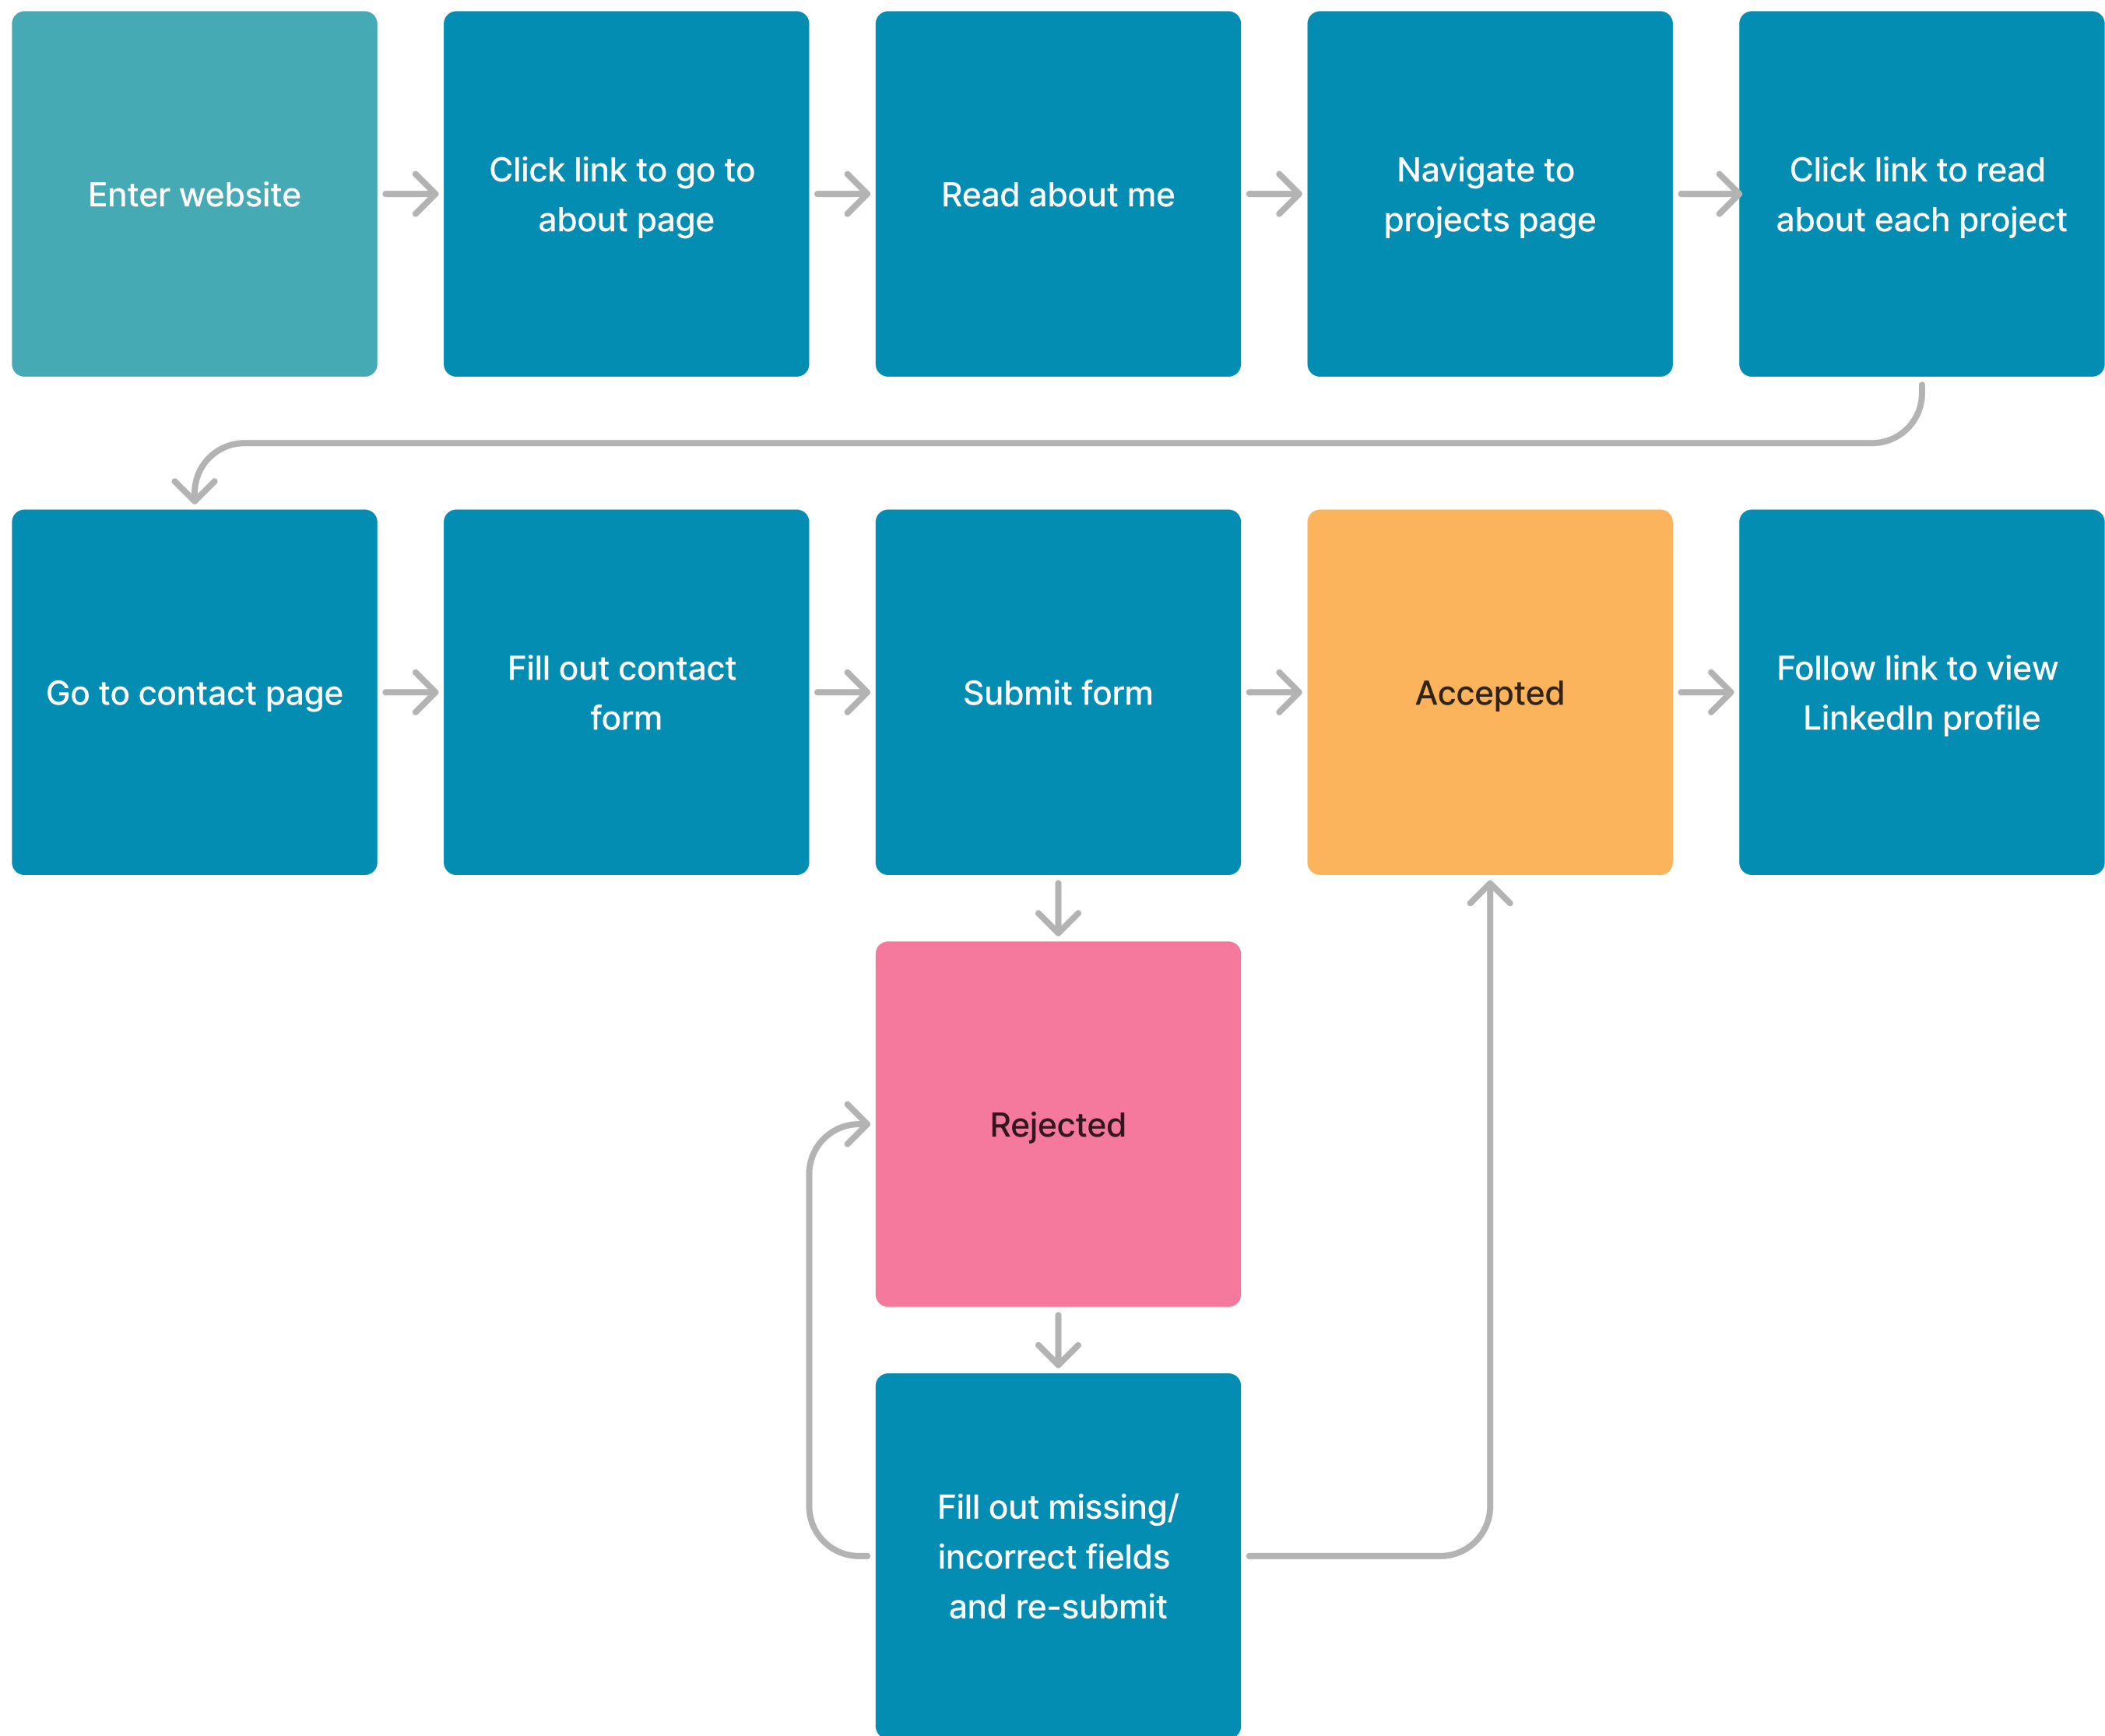 Enter website
Click link to go to
about page
Read about me
Navigate to
projects page
Click link to read
about each project
Go to contact page
Fill out contact
form
Submit form
Accepted
Follow link to view
LinkedIn profile
Rejected
Fill out missing/
incorrect fields
and re-submit